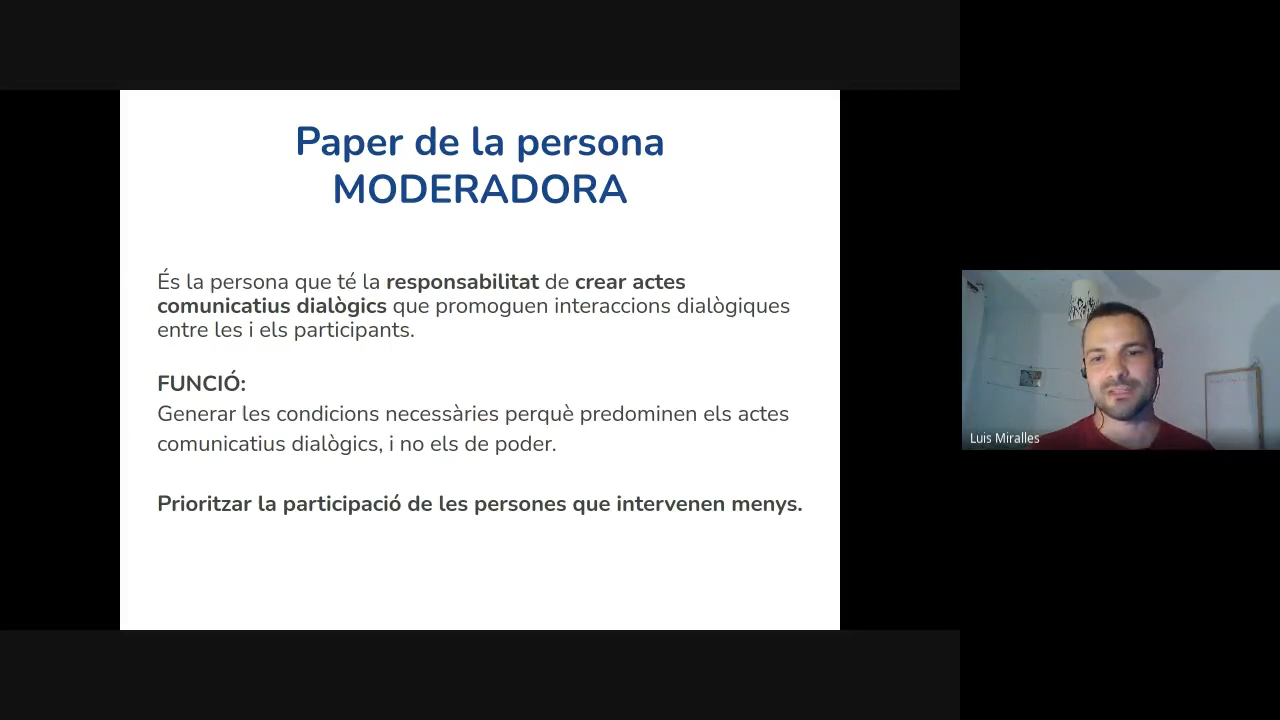 Paper de la persona
MODERADORA
És la persona que té la responsabilitat de crear actes
comunicatius dialògics que promoguen interaccions dialògiques
entre les i els participants.
FUNCIÓ:
Generar les condicions necessàries perquè predominen els actes
comunicatius dialògics, i no els de poder.
Prioritzar la participació de les persones que intervenen menys.
Luis Miralles